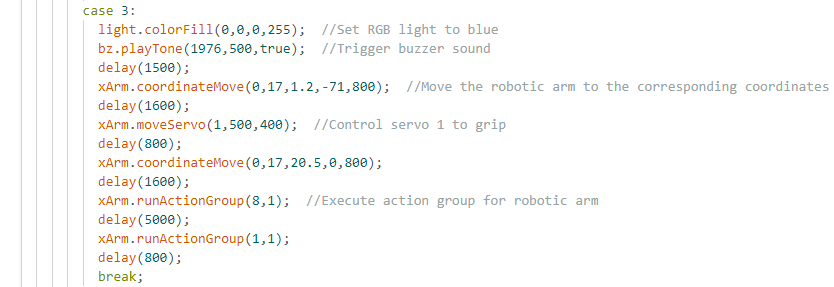 case 3:
light.colorFill(0,0,0,255);  //Set RGB light to blue
bz.playTone(1976,500,true);  //Trigger buzzer sound
delay(1500);
xArm.coordinateMove(0,17,1.2,-71,800);  //Move the robotic arm to the corresponding coordinates
delay(1600);
xArm.moveServo(1,500,400);  //Control servo 1 to grip
delay(800);
xArm.coordinateMove(0,17,20.5,0,800);
delay(1600);
xArm.runActionGroup(8,1);  //Execute action group for robotic arm
delay(5000);
xArm.runActionGroup(1,1);
delay(800);
break;